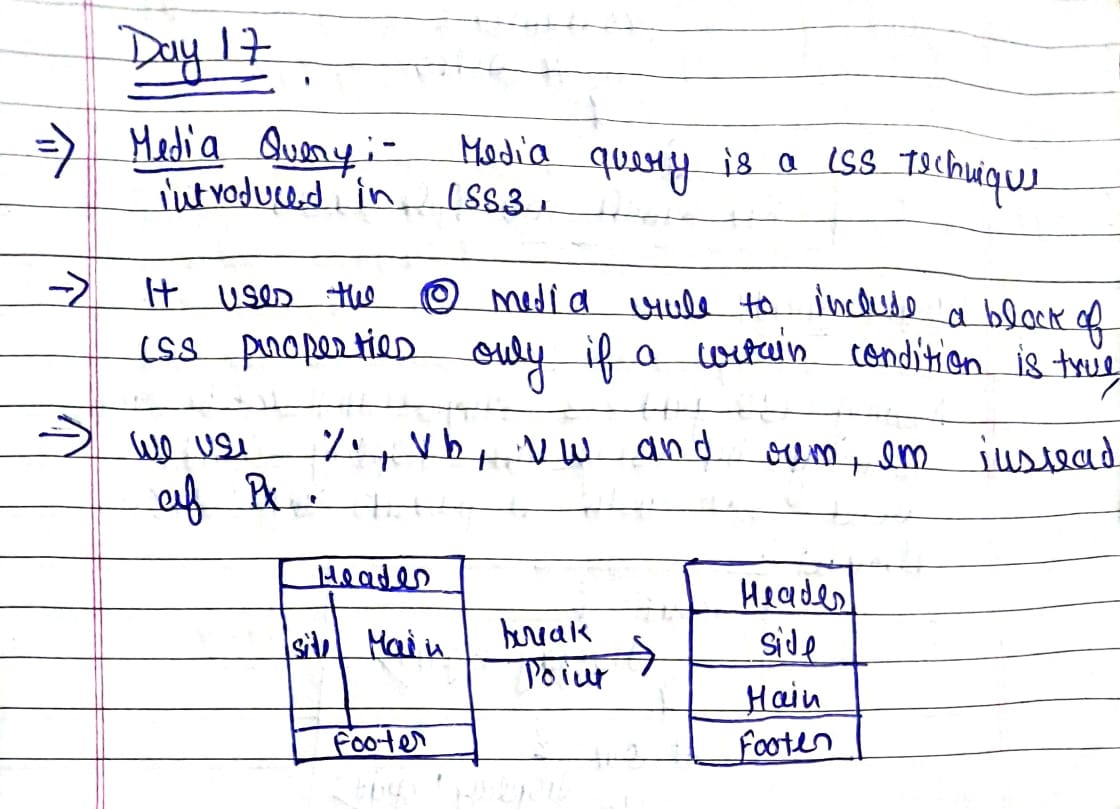 Day 17.
=> Media Query :- Media query is a CSS Technique
introduced in CSS3.
-> It uses the @ media rule to include a block of
CSS properties only if a certain condition is true,
=> We use %, Vh, VW and rem, em instead
of Px.
Header
side Main
Footer
break
Point
Header
side
Main
Footer